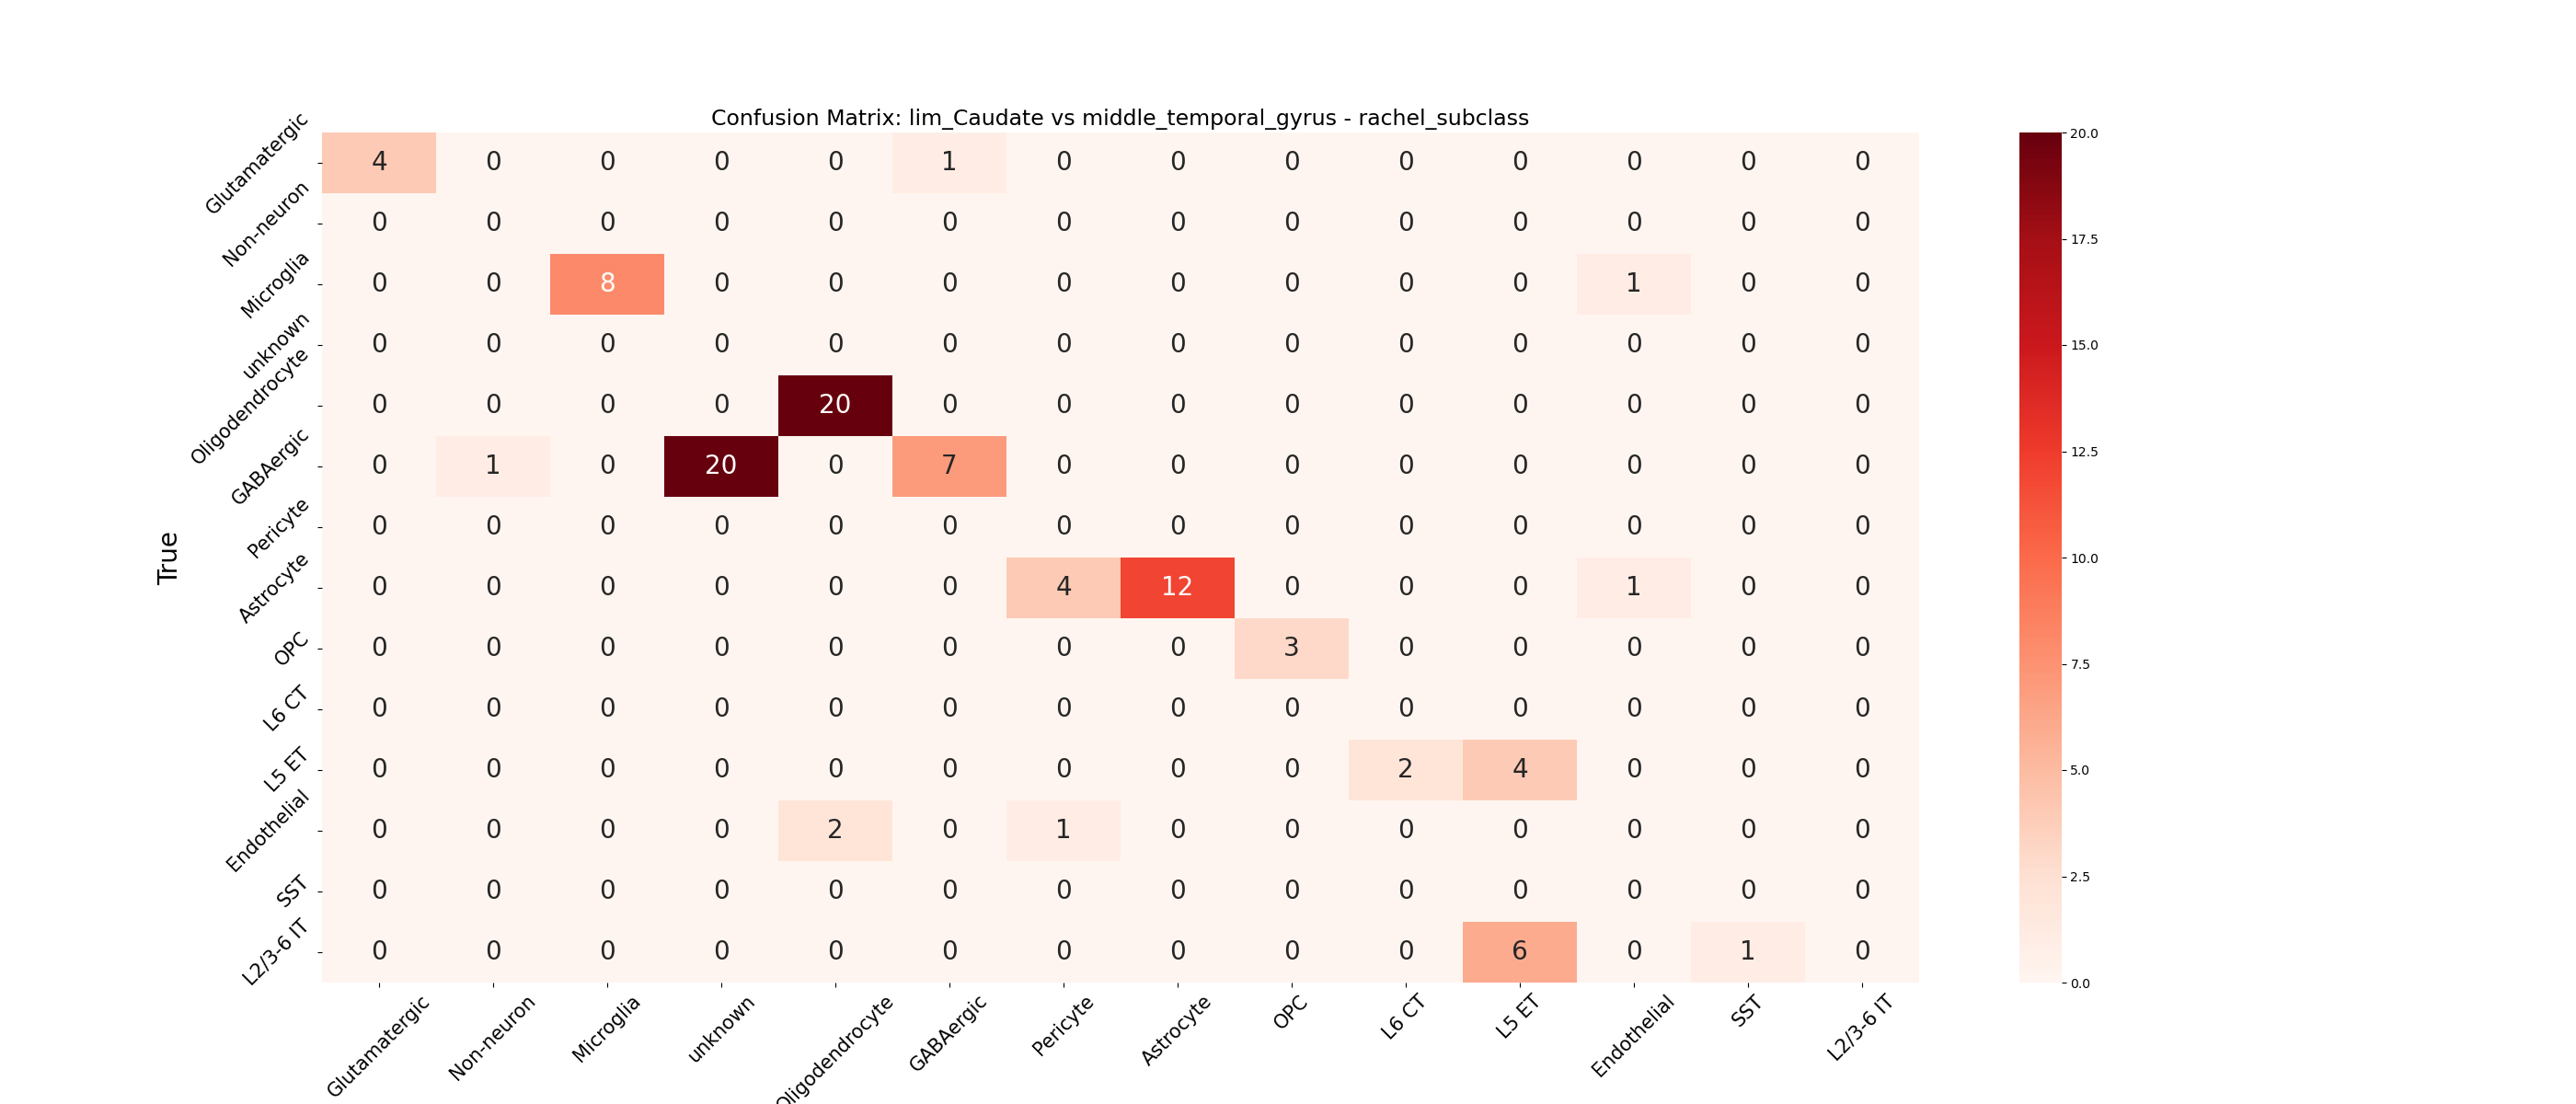 Confusion Matrix: lim_Caudate vs middle_temporal_gyrus - rachel_subclass
True
Glutamatergic 4 0 0 0 0 1 0 0 0 0 0 0 0 0
Non-neuron 0 0 0 0 0 0 0 0 0 0 0 0 0 0
Microglia 0 0 8 0 0 0 0 0 0 0 0 1 0 0
unknown 0 0 0 0 0 0 0 0 0 0 0 0 0 0
Oligodendrocyte 0 0 0 0 20 0 0 0 0 0 0 0 0 0
GABAergic 0 1 0 20 0 7 0 0 0 0 0 0 0 0
Pericyte 0 0 0 0 0 0 0 0 0 0 0 0 0 0
Astrocyte 0 0 0 0 0 0 4 12 0 0 0 1 0 0
OPC 0 0 0 0 0 0 0 0 3 0 0 0 0 0
L6 CT 0 0 0 0 0 0 0 0 0 0 0 0 0 0
L5 ET 0 0 0 0 0 0 0 0 0 2 4 0 0 0
Endothelial 0 0 0 0 2 0 1 0 0 0 0 0 0 0
SST 0 0 0 0 0 0 0 0 0 0 0 0 0 0
L2/3-6 IT 0 0 0 0 0 0 0 0 0 0 6 0 1 0
Glutamatergic Non-neuron Microglia unknown Oligodendrocyte GABAergic Pericyte Astrocyte OPC L6 CT L5 ET Endothelial SST L2/3-6 IT
20.0
17.5
15.0
12.5
10.0
7.5
5.0
2.5
0.0